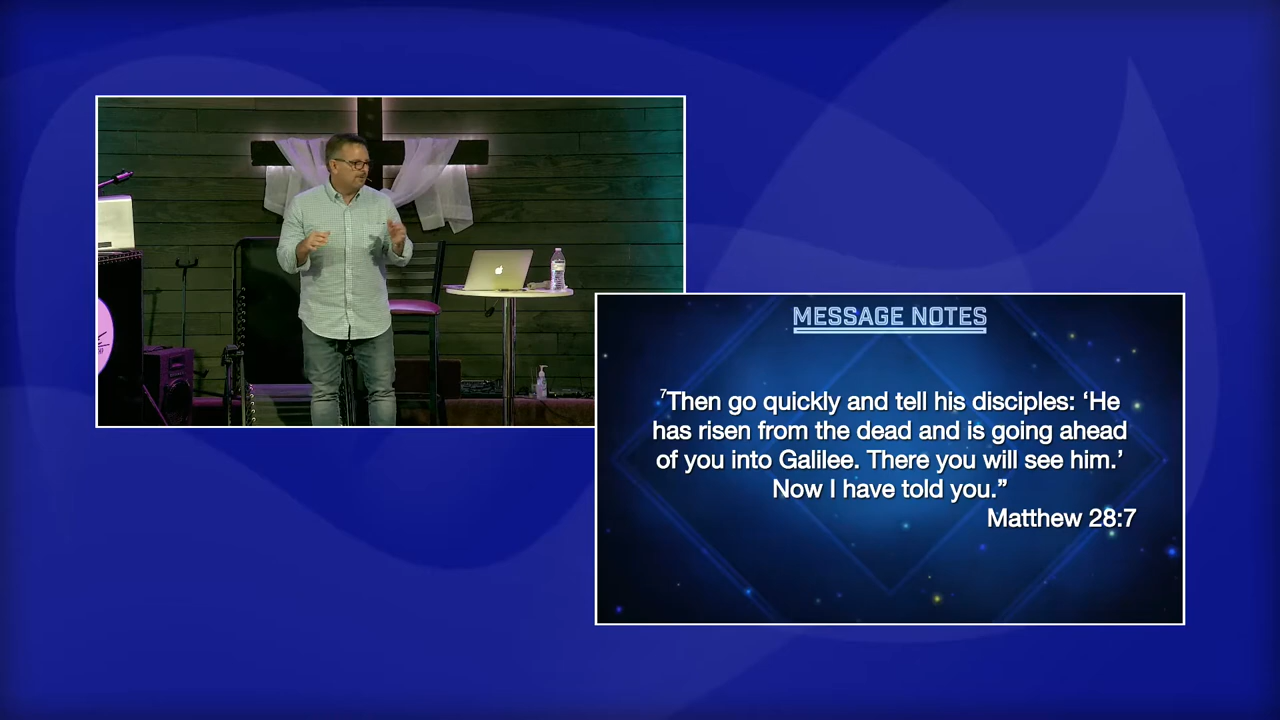 MESSAGE NOTES
⁷Then go quickly and tell his disciples: ‘He
has risen from the dead and is going ahead
of you into Galilee. There you will see him.’
Now I have told you.”
Matthew 28:7